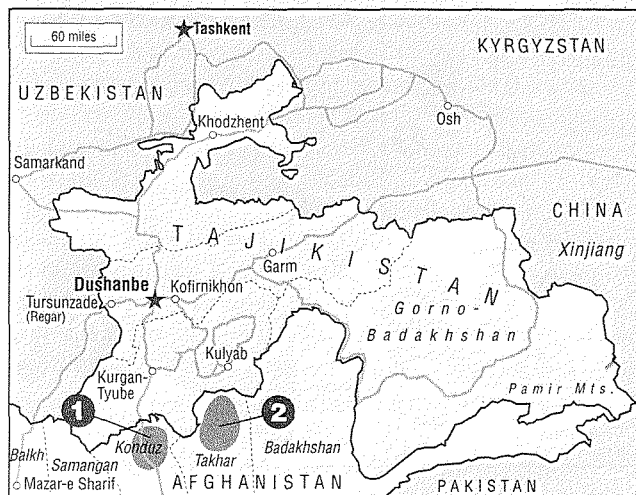 60 miles
Tashkent
KYRGYZSTAN
UZBEKISTAN
Khodzhent
Osh
Samarkand
CHINA
Xinjiang
TAJIKISTAN
Garm
Dushanbe
Kofirnikhon
Tursunzade
(Regar)
Gorno-
Badakhshan
Kulyab
Kurgan-
Tyube
Pamir Mts.
1
2
Konduz
Balkh
Samangan
Takhar
Badakhshan
Mazar-e Sharif
AFGHANISTAN
PAKISTAN